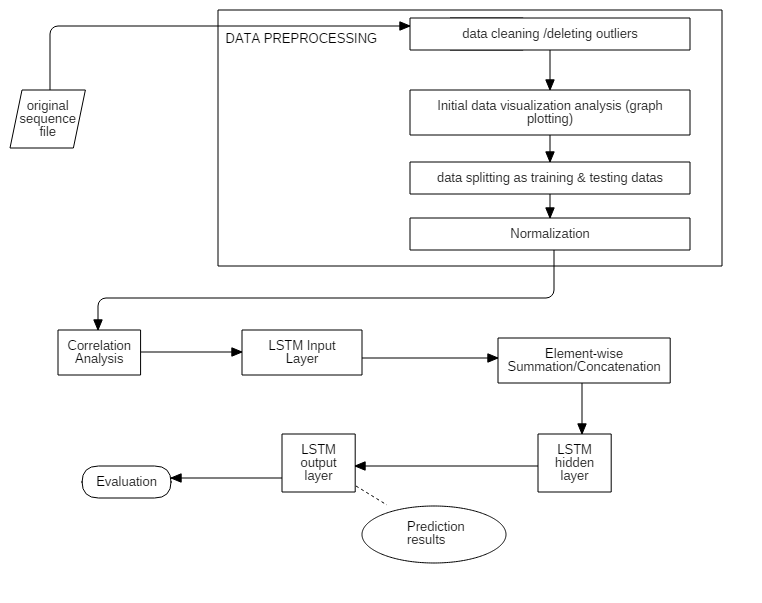 DATA PREPROCESSING
data cleaning /deleting outliers
original
sequence
file
Initial data visualization analysis (graph
plotting)
data splitting as training & testing datas
Normalization
Correlation
Analysis
LSTM Input
Layer
Element-wise
Summation/Concatenation
LSTM
hidden
layer
LSTM
output
layer
Evaluation
Prediction
results